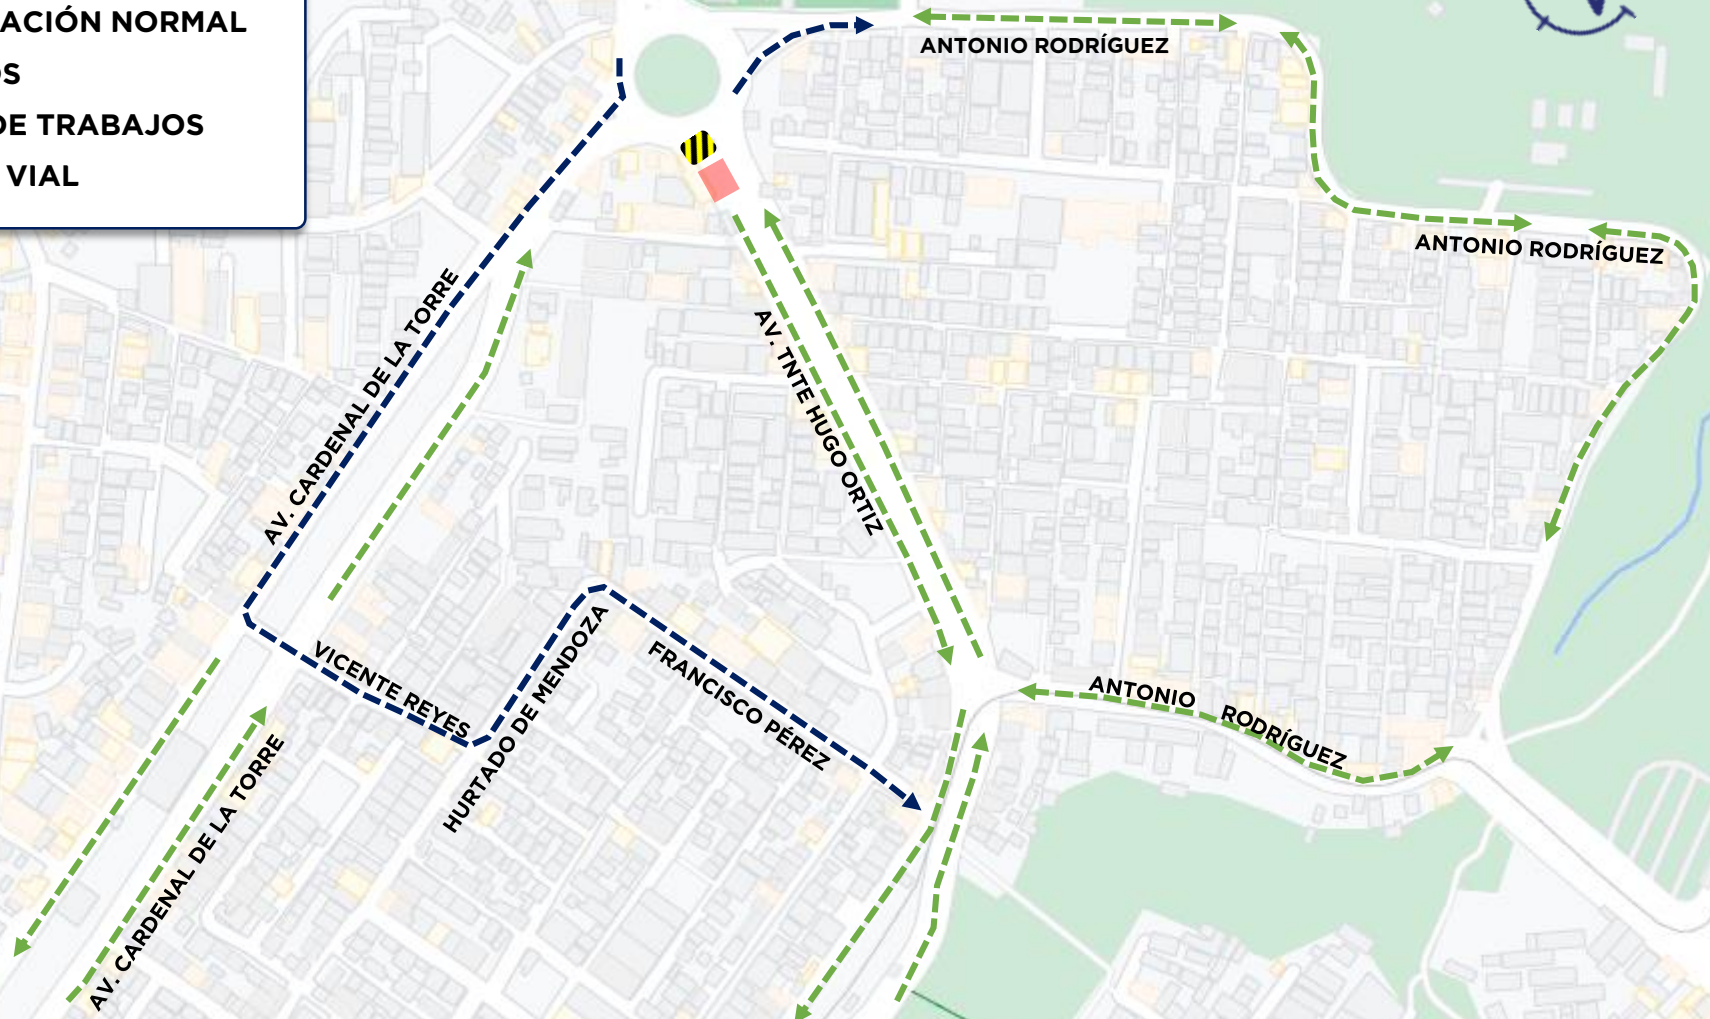 ACIÓN NORMAL
OS
DE TRABAJOS
VIAL
ANTONIO RODRÍGUEZ
ANTONIO RODRÍGUEZ
AV. CARDENAL DE LA TORRE
AV. TNTE HUGO ORTIZ
VICENTE REYES
HURTADO DE MENDOZA
FRANCISCO PÉREZ
ANTONIO RODRÍGUEZ
AV. CARDENAL DE LA TORRE